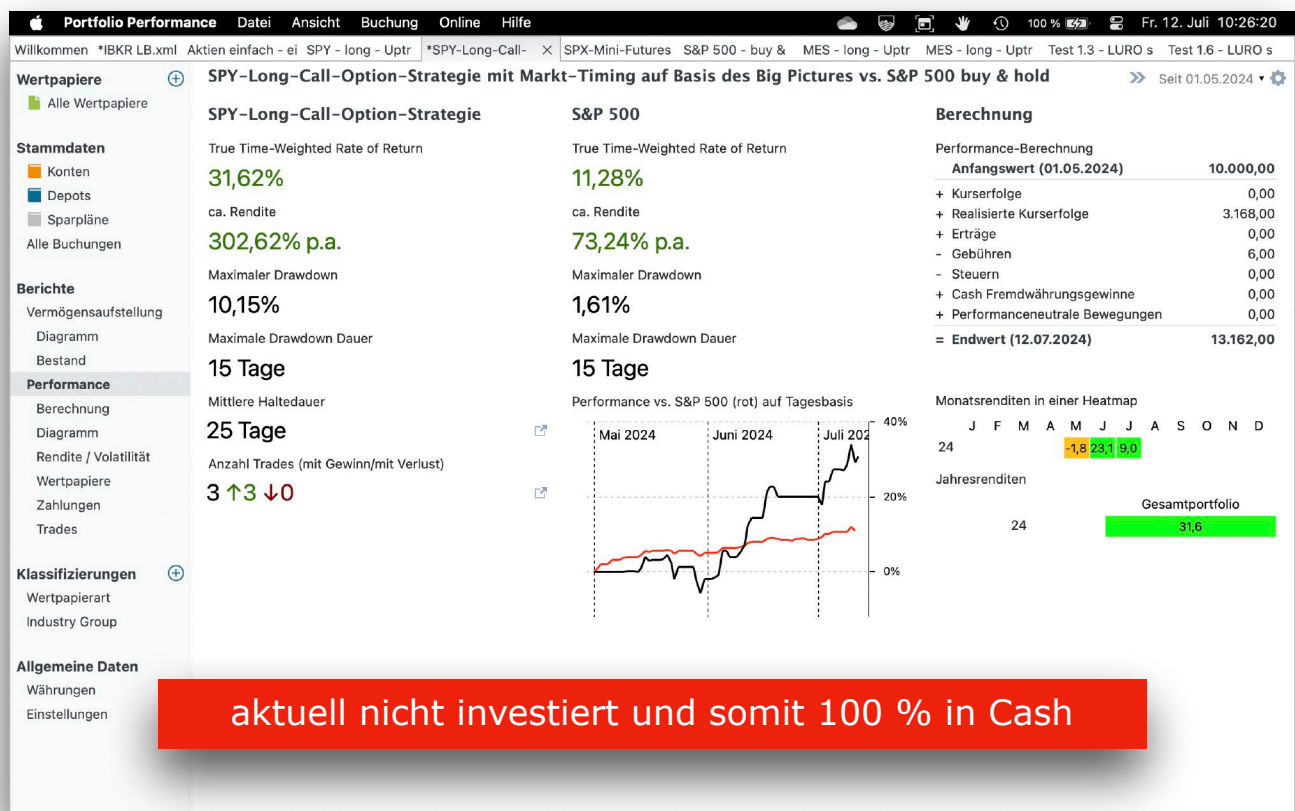 Portfolio Performance Datei Ansicht Buchung Online Hilfe 100 % Fr. 12. Juli 10:26:20
Willkommen *IBKR LB.xml Aktien einfach - ei SPY - long - Uptr *SPY-Long-Call- × SPX-Mini-Futures S&P 500 - buy & MES - long - Uptr MES - long - Uptr Test 1.3 - LURO s Test 1.6 - LURO s
Wertpapiere
Alle Wertpapiere
Stammdaten
Konten
Depots
Sparpläne
Alle Buchungen
Berichte
Vermögensaufstellung
Diagramm
Bestand
Performance
Berechnung
Diagramm
Rendite / Volatilität
Wertpapiere
Zahlungen
Trades
Klassifizierungen
Wertpapierart
Industry Group
Allgemeine Daten
Währungen
Einstellungen
SPY-Long-Call-Option-Strategie mit Markt-Timing auf Basis des Big Pictures vs. S&P 500 buy & hold
Seit 01.05.2024
SPY-Long-Call-Option-Strategie
True Time-Weighted Rate of Return
31,62%
ca. Rendite
302,62% p.a.
Maximaler Drawdown
10,15%
Maximale Drawdown Dauer
15 Tage
Mittlere Haltedauer
25 Tage
Anzahl Trades (mit Gewinn/mit Verlust)
3 ↑3 ↓0
S&P 500
True Time-Weighted Rate of Return
11,28%
ca. Rendite
73,24% p.a.
Maximaler Drawdown
1,61%
Maximale Drawdown Dauer
15 Tage
Performance vs. S&P 500 (rot) auf Tagesbasis
Mai 2024 Juni 2024 Juli 202
40%
20%
0%
Berechnung
Performance-Berechnung
Anfangswert (01.05.2024) 10.000,00
+ Kurserfolge 0,00
+ Realisierte Kurserfolge 3.168,00
+ Erträge 0,00
- Gebühren 6,00
- Steuern 0,00
+ Cash Fremdwährungsgewinne 0,00
+ Performanceneutrale Bewegungen 0,00
= Endwert (12.07.2024) 13.162,00
Monatsrenditen in einer Heatmap
J F M A M J J A S O N D
24 -1,8 23,1 9,0
Jahresrenditen
Gesamtportfolio
24 31,6
aktuell nicht investiert und somit 100 % in Cash